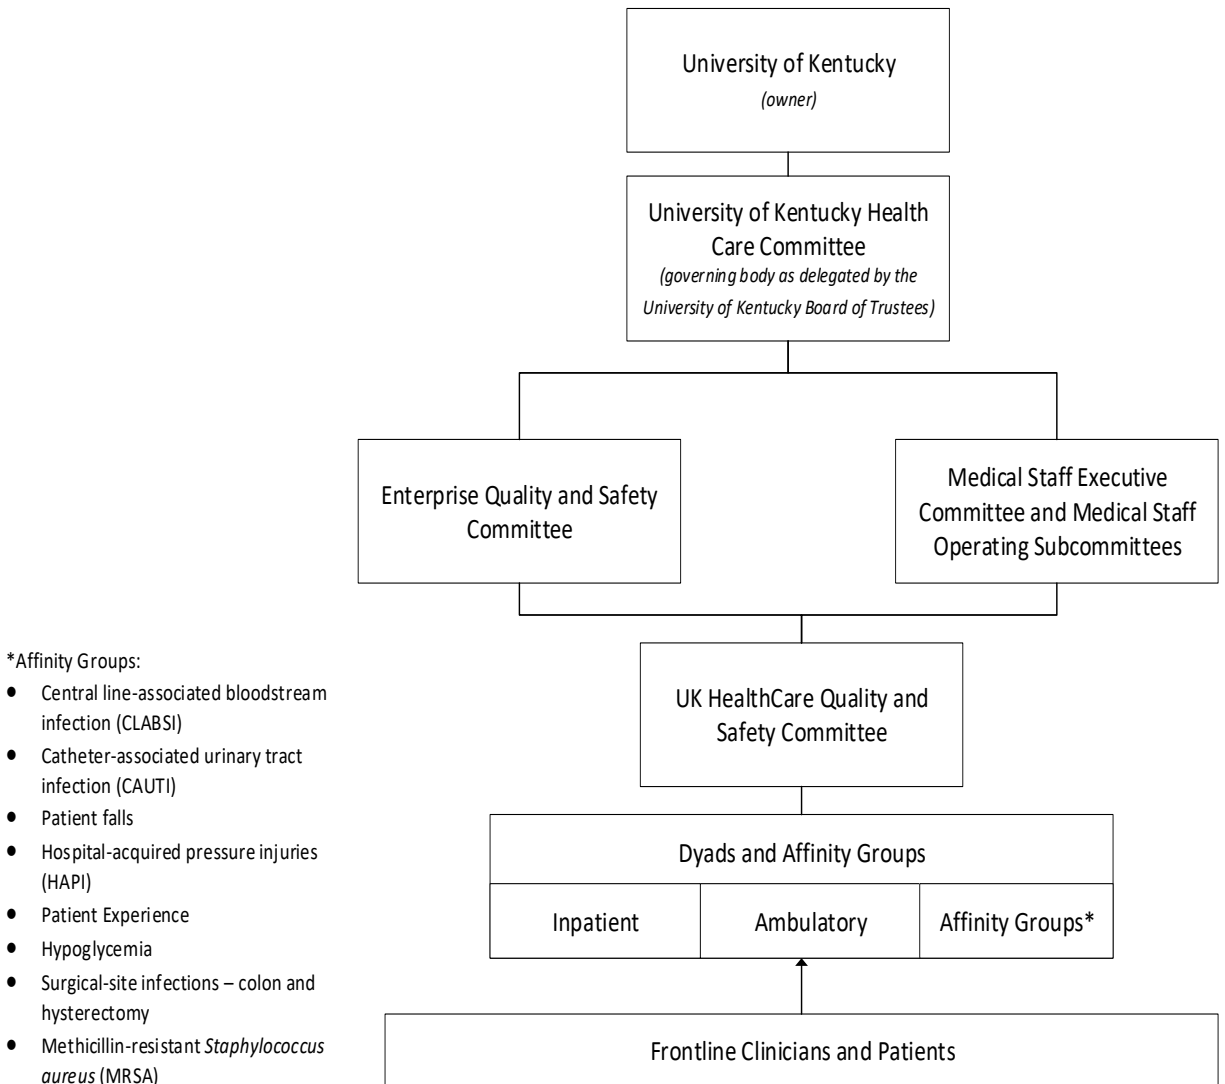 University of Kentucky
(owner)
University of Kentucky Health
Care Committee
(governing body as delegated by the
University of Kentucky Board of Trustees)
Enterprise Quality and Safety
Committee
Medical Staff Executive
Committee and Medical Staff
Operating Subcommittees
UK HealthCare Quality and
Safety Committee
Dyads and Affinity Groups
Inpatient
Ambulatory
Affinity Groups*
Frontline Clinicians and Patients
*Affinity Groups:
● Central line-associated bloodstream
infection (CLABSI)
● Catheter-associated urinary tract
infection (CAUTI)
● Patient falls
● Hospital-acquired pressure injuries
(HAPI)
● Patient Experience
● Hypoglycemia
● Surgical-site infections – colon and
hysterectomy
● Methicillin-resistant Staphylococcus
aureus (MRSA)